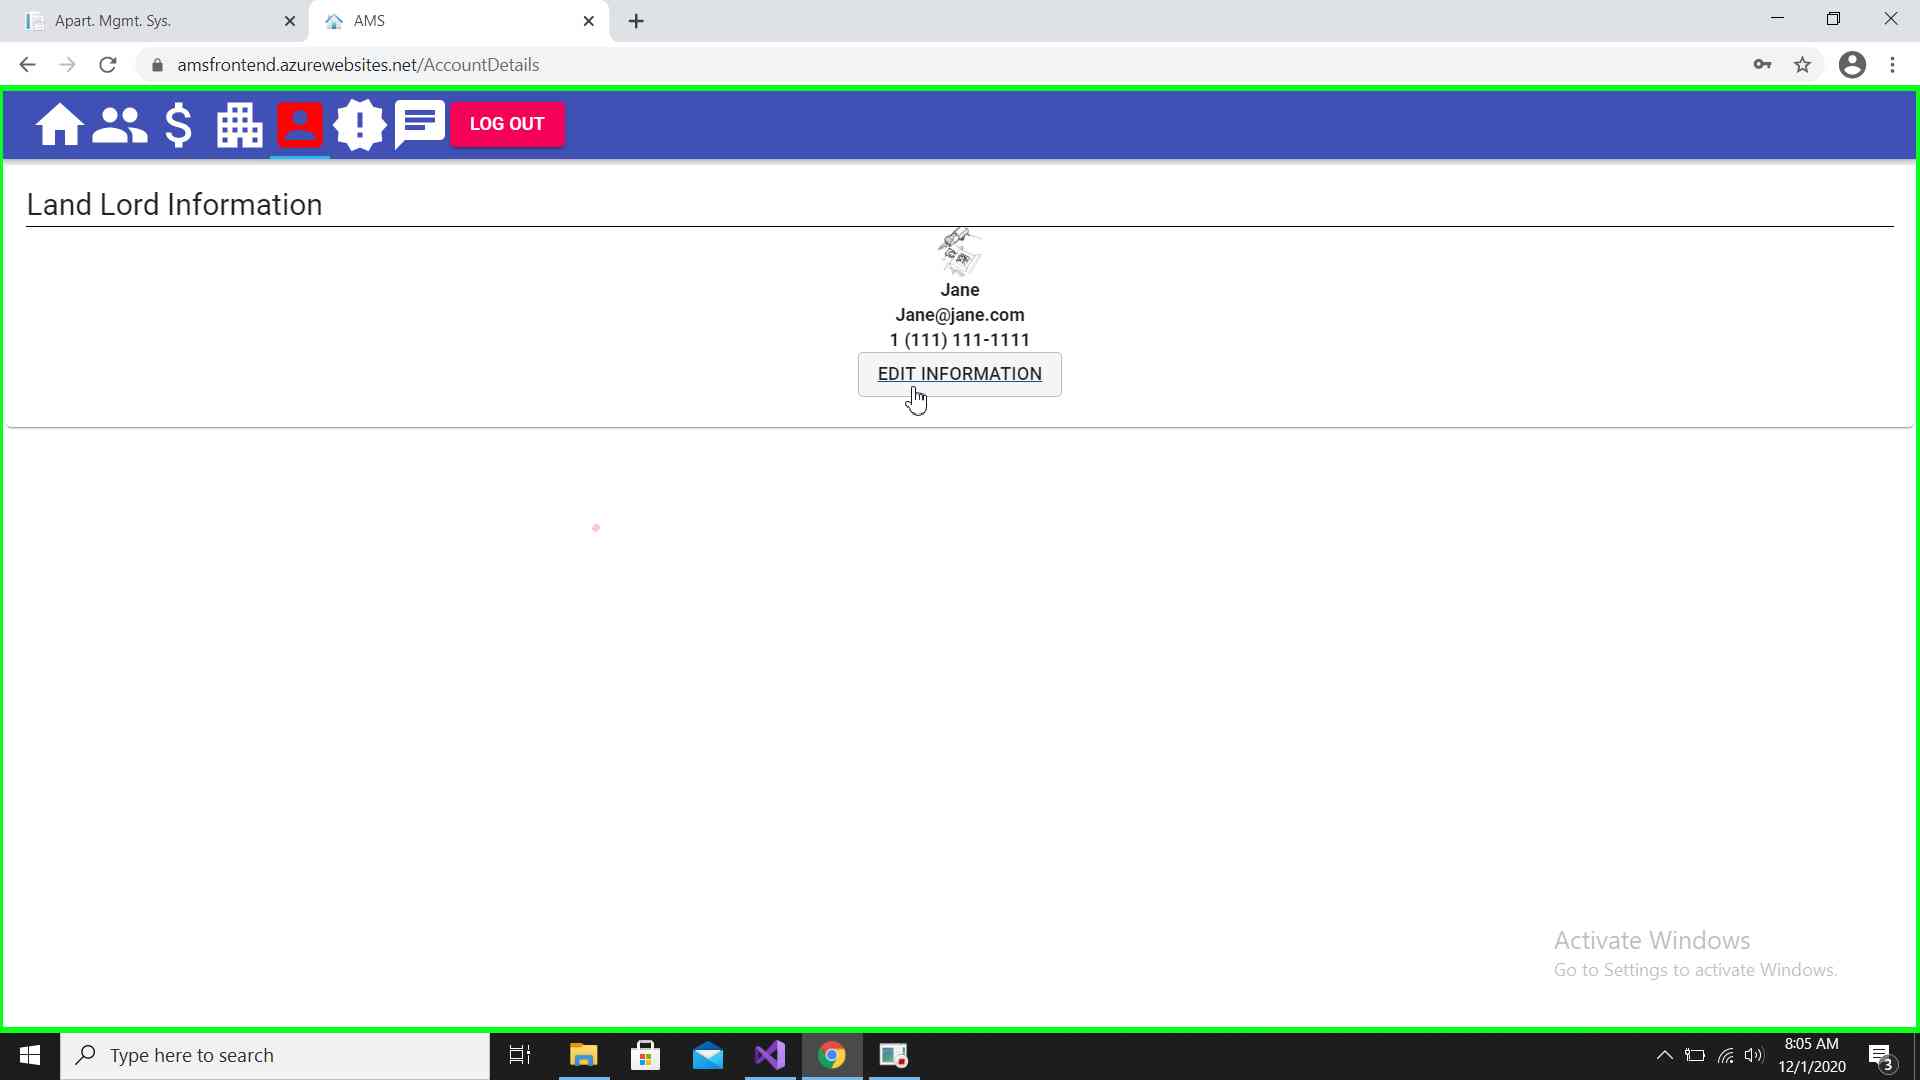 Apart. Mgmt. Sys.
AMS
amsfrontend.azurewebsites.net/AccountDetails
LOG OUT
Land Lord Information
Jane
Jane@jane.com
1 (111) 111-1111
EDIT INFORMATION
Activate Windows
Go to Settings to activate Windows.
Type here to search
8:05 AM
12/1/2020
3